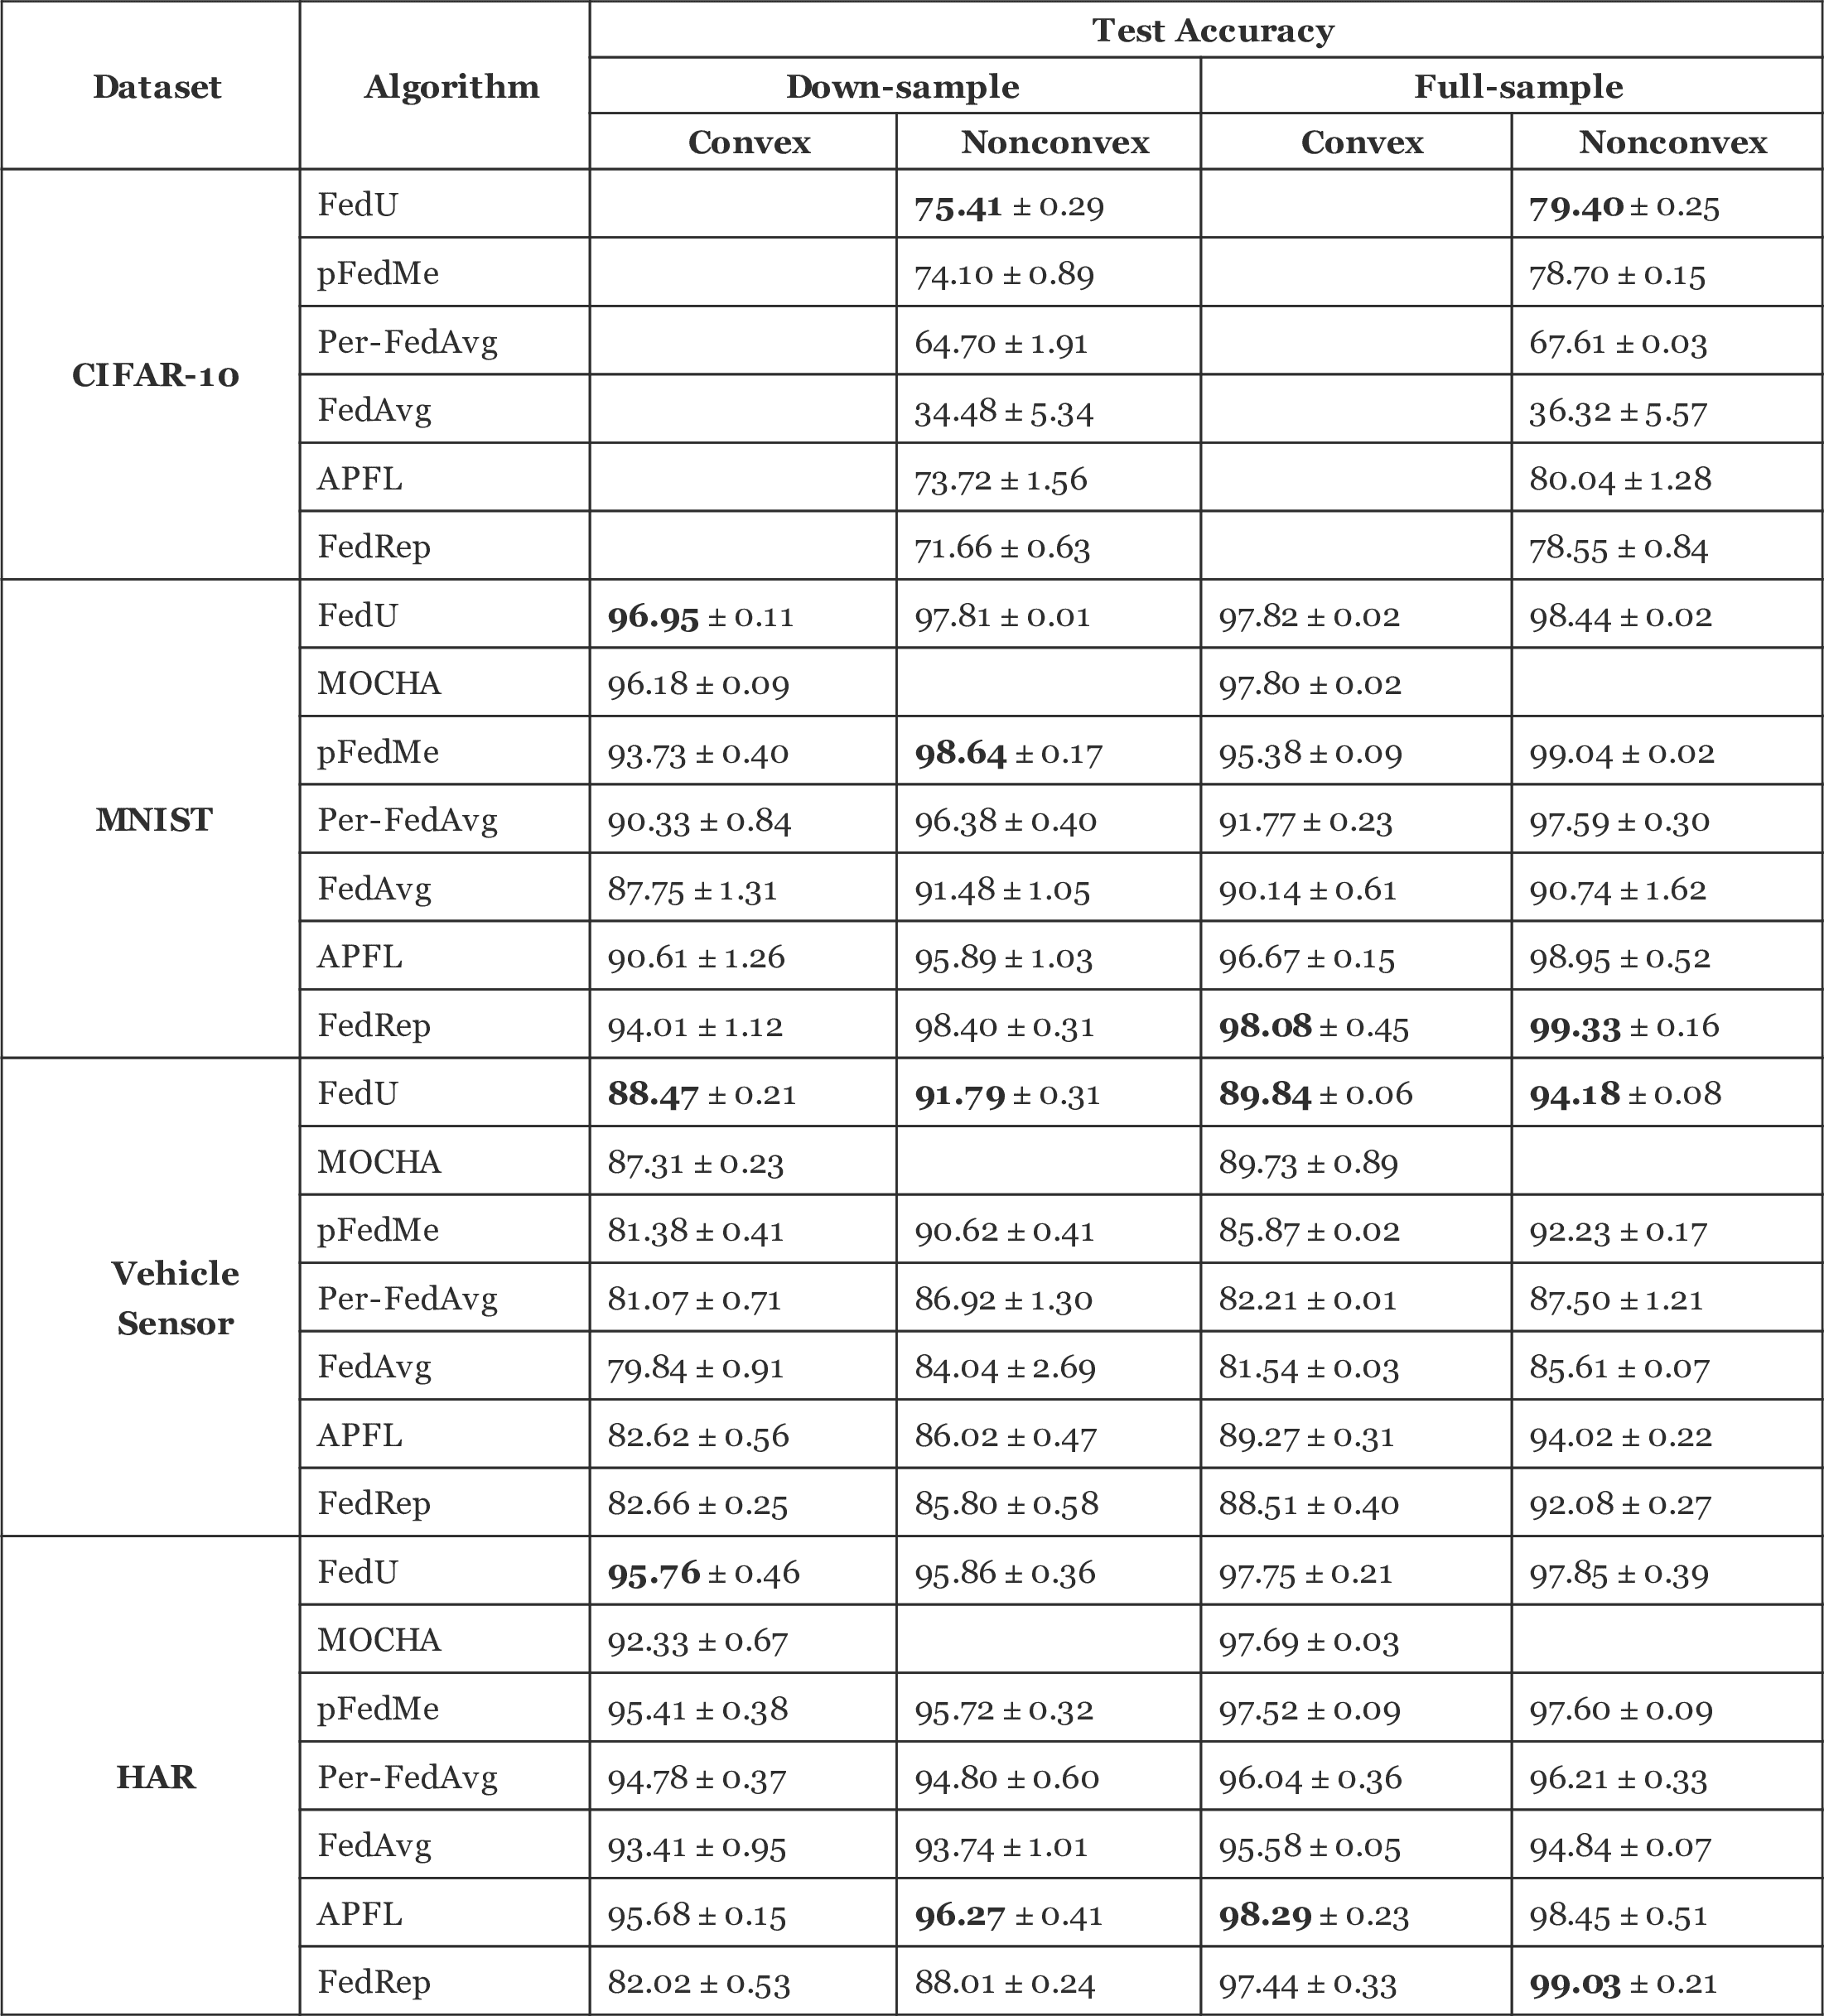 Dataset Algorithm Test Accuracy
Down-sample Full-sample
Convex Nonconvex Convex Nonconvex
CIFAR-10
FedU 75.41 ± 0.29 79.40 ± 0.25
pFedMe 74.10 ± 0.89 78.70 ± 0.15
Per-FedAvg 64.70 ± 1.91 67.61 ± 0.03
FedAvg 34.48 ± 5.34 36.32 ± 5.57
APFL 73.72 ± 1.56 80.04 ± 1.28
FedRep 71.66 ± 0.63 78.55 ± 0.84
MNIST
FedU 96.95 ± 0.11 97.81 ± 0.01 97.82 ± 0.02 98.44 ± 0.02
MOCHA 96.18 ± 0.09 97.80 ± 0.02
pFedMe 93.73 ± 0.40 98.64 ± 0.17 95.38 ± 0.09 99.04 ± 0.02
Per-FedAvg 90.33 ± 0.84 96.38 ± 0.40 91.77 ± 0.23 97.59 ± 0.30
FedAvg 87.75 ± 1.31 91.48 ± 1.05 90.14 ± 0.61 90.74 ± 1.62
APFL 90.61 ± 1.26 95.89 ± 1.03 96.67 ± 0.15 98.95 ± 0.52
FedRep 94.01 ± 1.12 98.40 ± 0.31 98.08 ± 0.45 99.33 ± 0.16
Vehicle
Sensor
FedU 88.47 ± 0.21 91.79 ± 0.31 89.84 ± 0.06 94.18 ± 0.08
MOCHA 87.31 ± 0.23 89.73 ± 0.89
pFedMe 81.38 ± 0.41 90.62 ± 0.41 85.87 ± 0.02 92.23 ± 0.17
Per-FedAvg 81.07 ± 0.71 86.92 ± 1.30 82.21 ± 0.01 87.50 ± 1.21
FedAvg 79.84 ± 0.91 84.04 ± 2.69 81.54 ± 0.03 85.61 ± 0.07
APFL 82.62 ± 0.56 86.02 ± 0.47 89.27 ± 0.31 94.02 ± 0.22
FedRep 82.66 ± 0.25 85.80 ± 0.58 88.51 ± 0.40 92.08 ± 0.27
HAR
FedU 95.76 ± 0.46 95.86 ± 0.36 97.75 ± 0.21 97.85 ± 0.39
MOCHA 92.33 ± 0.67 97.69 ± 0.03
pFedMe 95.41 ± 0.38 95.72 ± 0.32 97.52 ± 0.09 97.60 ± 0.09
Per-FedAvg 94.78 ± 0.37 94.80 ± 0.60 96.04 ± 0.36 96.21 ± 0.33
FedAvg 93.41 ± 0.95 93.74 ± 1.01 95.58 ± 0.05 94.84 ± 0.07
APFL 95.68 ± 0.15 96.27 ± 0.41 98.29 ± 0.23 98.45 ± 0.51
FedRep 82.02 ± 0.53 88.01 ± 0.24 97.44 ± 0.33 99.03 ± 0.21